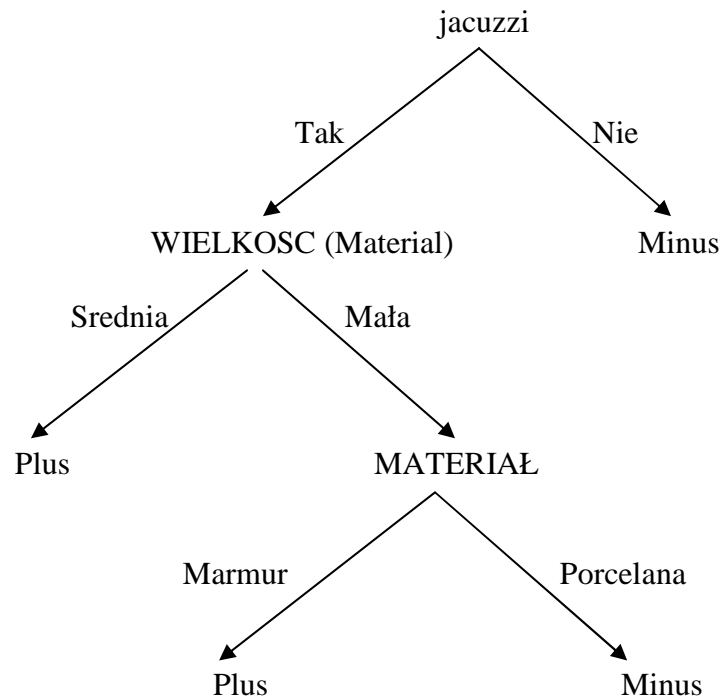 jacuzzi
Tak
Nie
WIELKOSC (Material)
Minus
Srednia
Mała
Plus
MATERIAŁ
Marmur
Porcelana
Plus
Minus